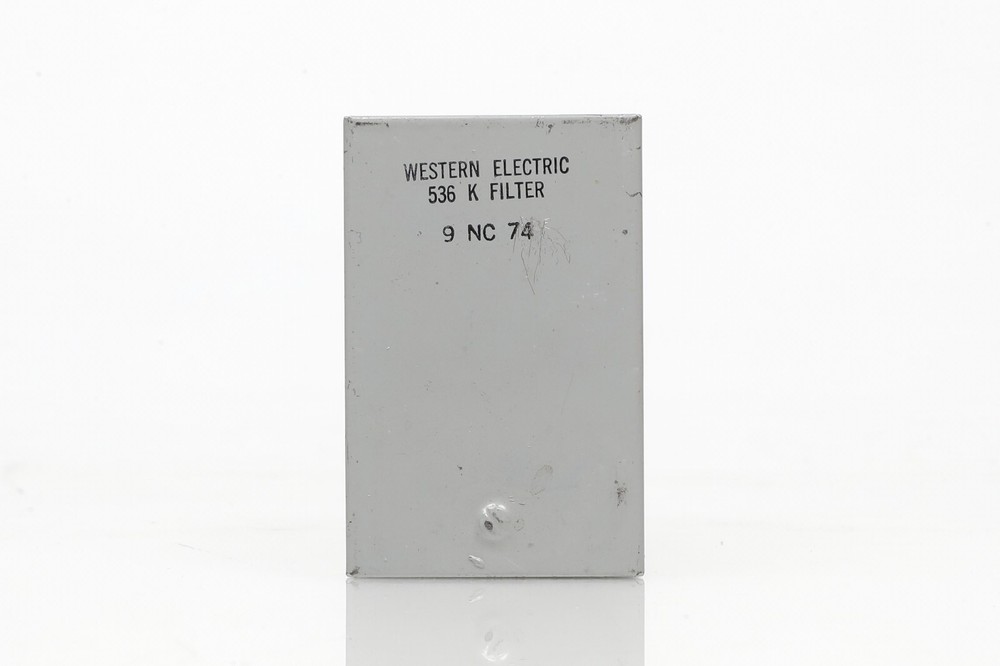 WESTERN ELECTRIC
536 K FILTER
9 NC 74